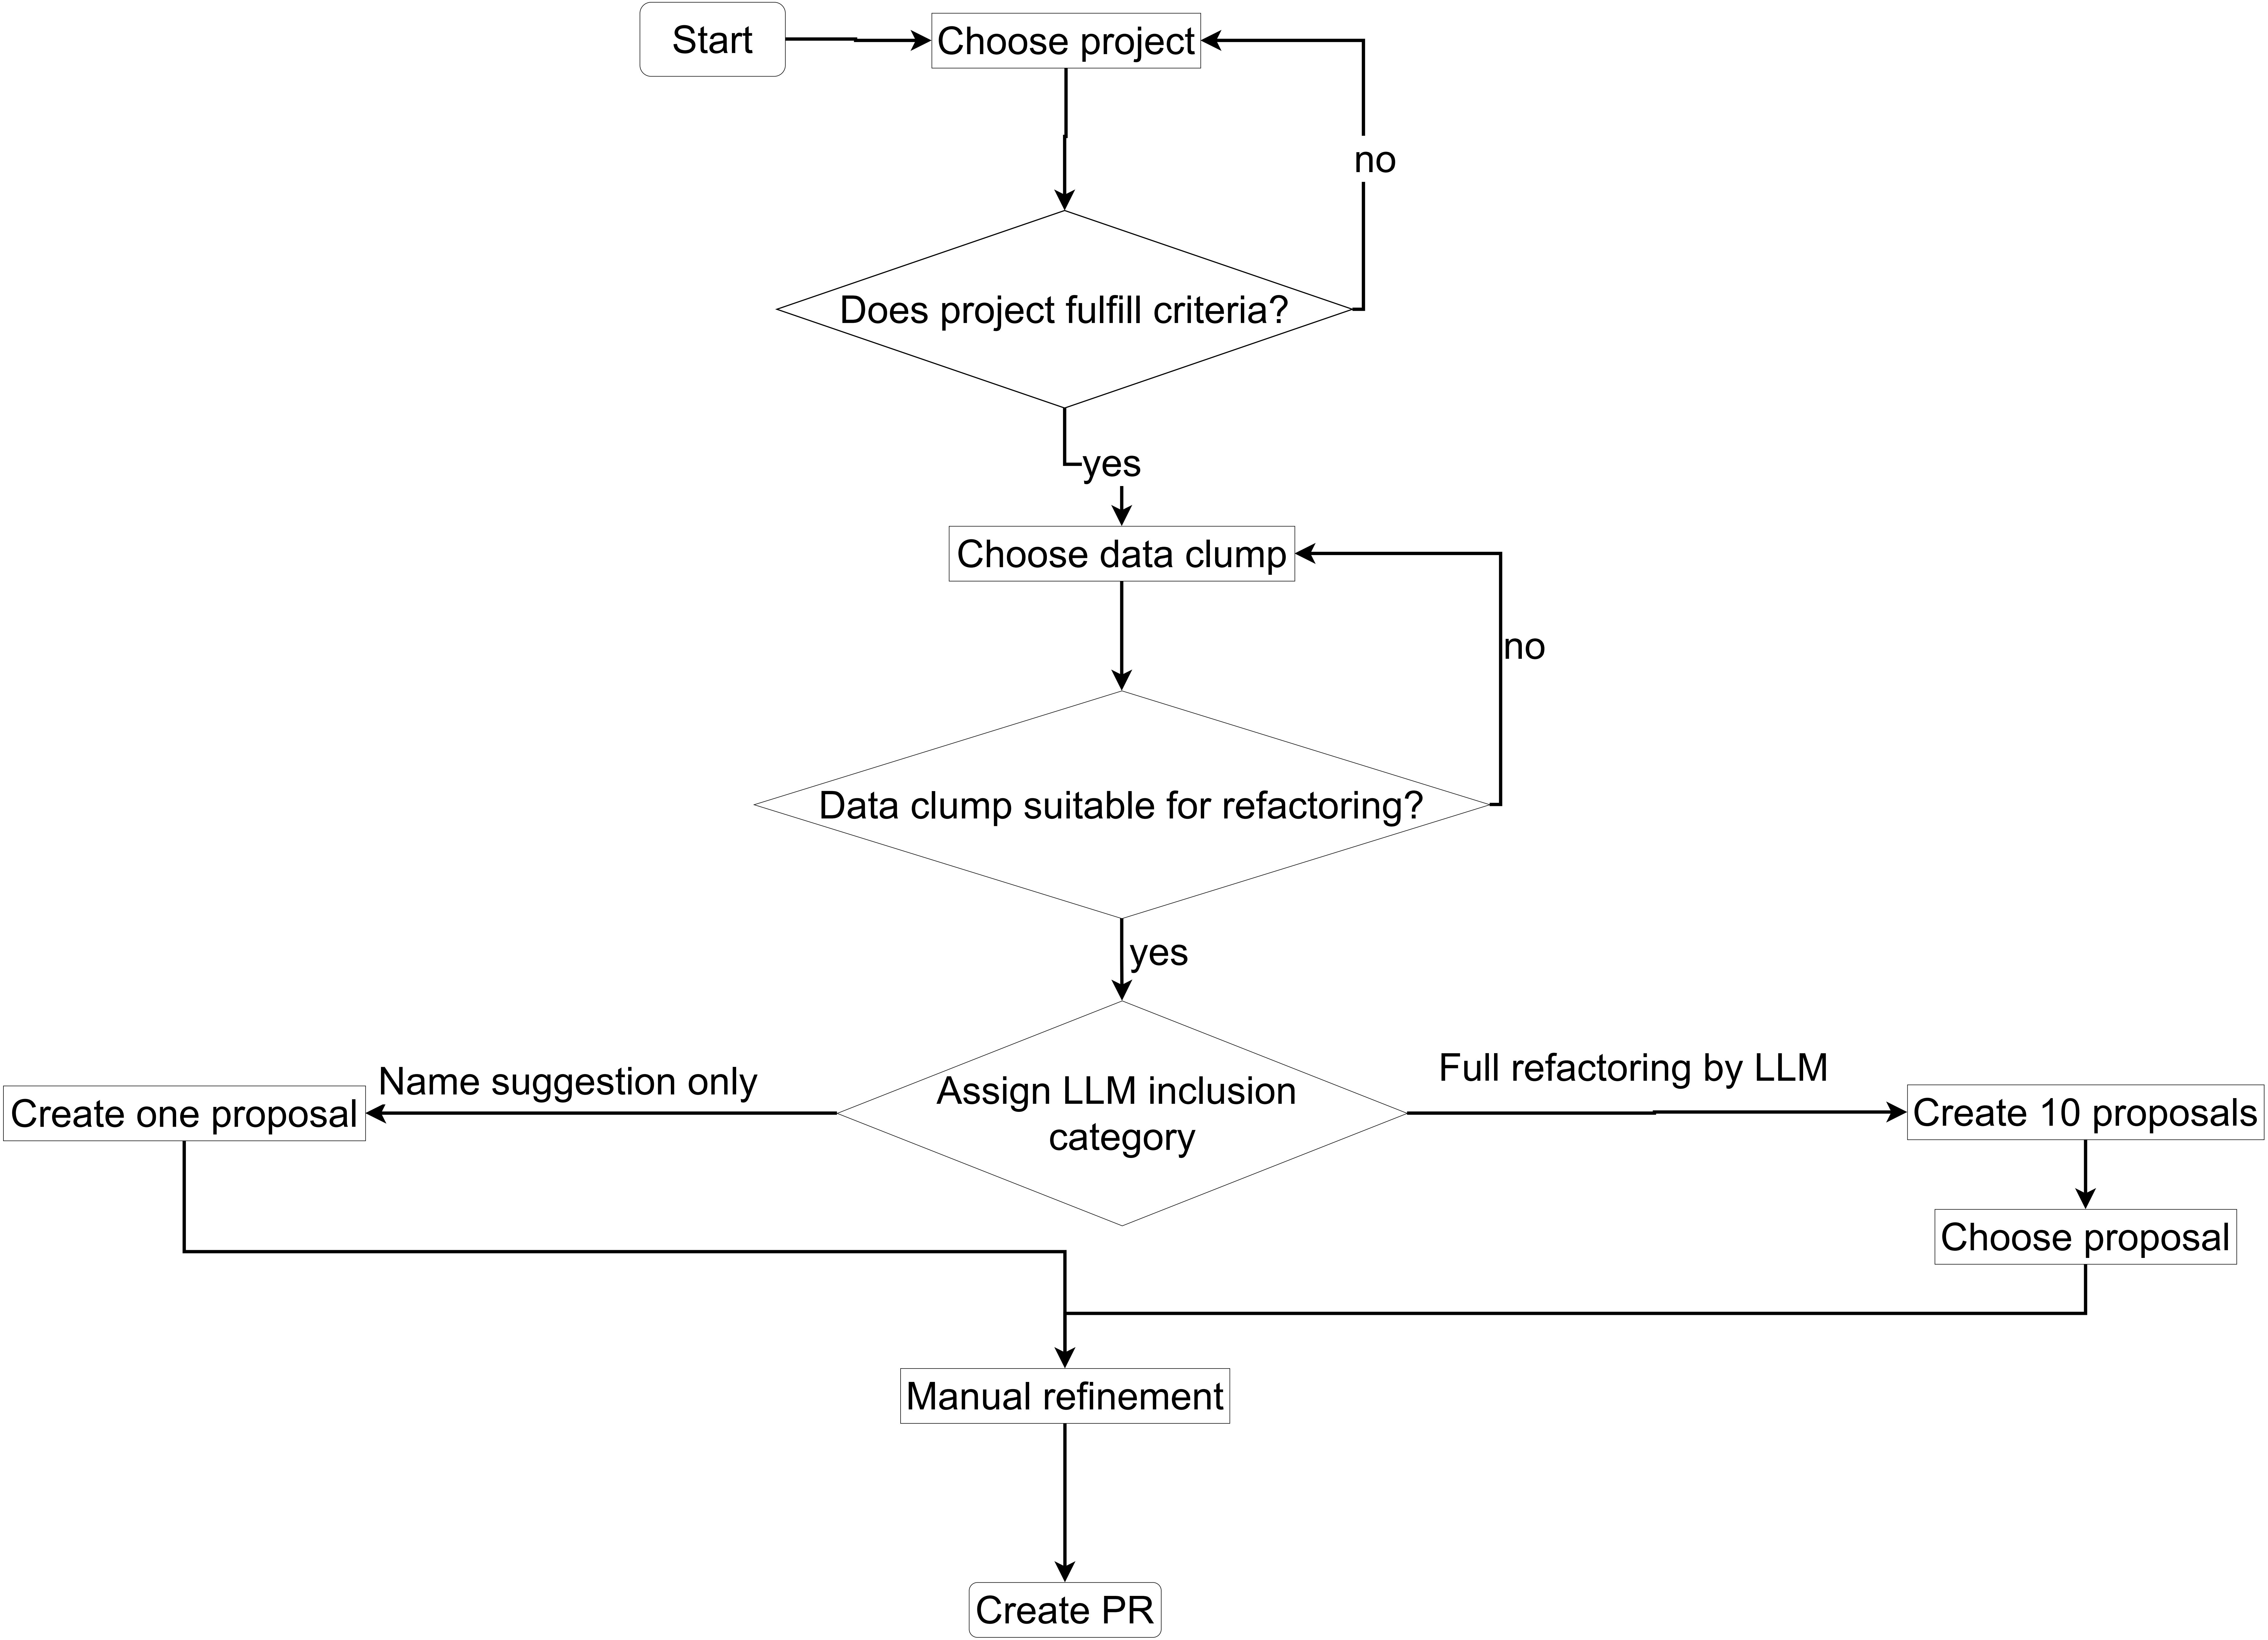 Start
Choose project
no
Does project fulfill criteria?
yes
Choose data clump
no
Data clump suitable for refactoring?
yes
Name suggestion only
Full refactoring by LLM
Create one proposal
Assign LLM inclusion
category
Create 10 proposals
Choose proposal
Manual refinement
Create PR